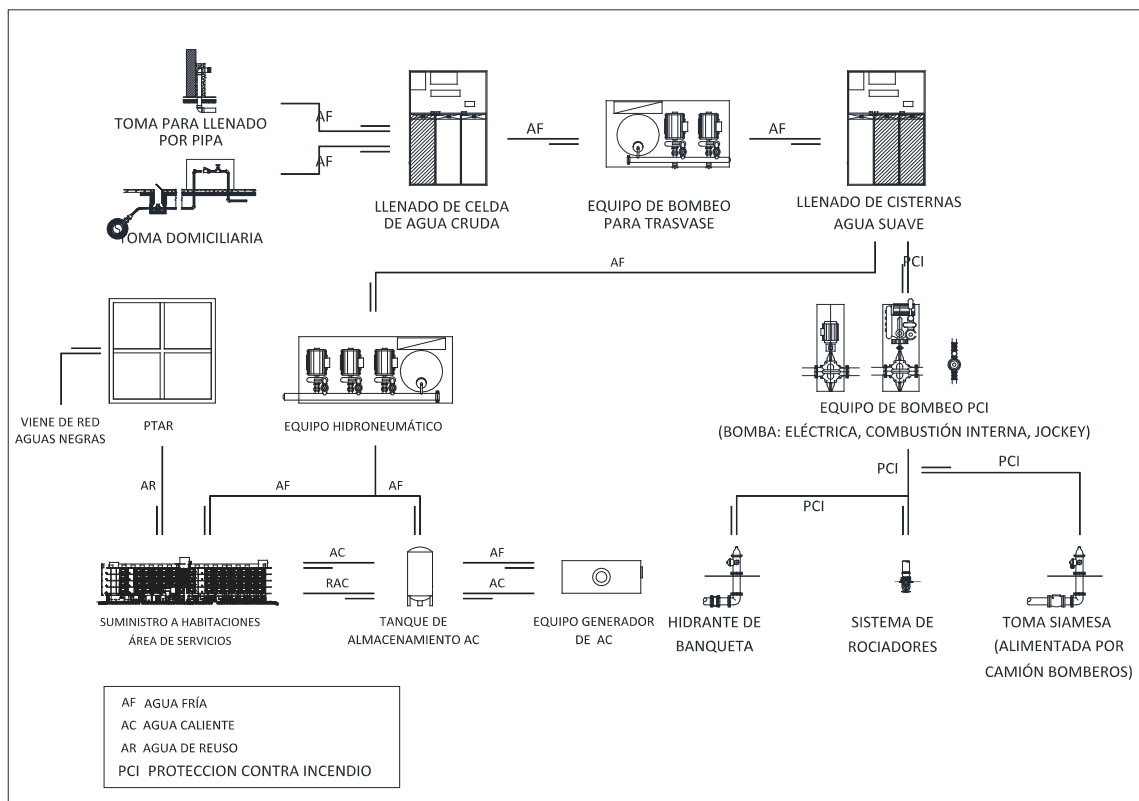 TOMA PARA LLENADO
POR PIPA
AF
AF
TOMA DOMICILIARIA
LLENADO DE CELDA
DE AGUA CRUDA
AF
EQUIPO DE BOMBEO
PARA TRASVASE
AF
LLENADO DE CISTERNAS
AGUA SUAVE
AF
PCI
VIENE DE RED
AGUAS NEGRAS
PTAR
EQUIPO HIDRONEUMÁTICO
EQUIPO DE BOMBEO PCI
(BOMBA: ELÉCTRICA, COMBUSTIÓN INTERNA, JOCKEY)
AR
AF
AF
PCI
PCI
PCI
AC
RAC
AF
AC
SUMINISTRO A HABITACIONES
ÁREA DE SERVICIOS
TANQUE DE
ALMACENAMIENTO AC
EQUIPO GENERADOR
DE AC
HIDRANTE DE
BANQUETA
SISTEMA DE
ROCIADORES
TOMA SIAMESA
(ALIMENTADA POR
CAMIÓN BOMBEROS)
AF AGUA FRÍA
AC AGUA CALIENTE
AR AGUA DE REUSO
PCI PROTECCION CONTRA INCENDIO